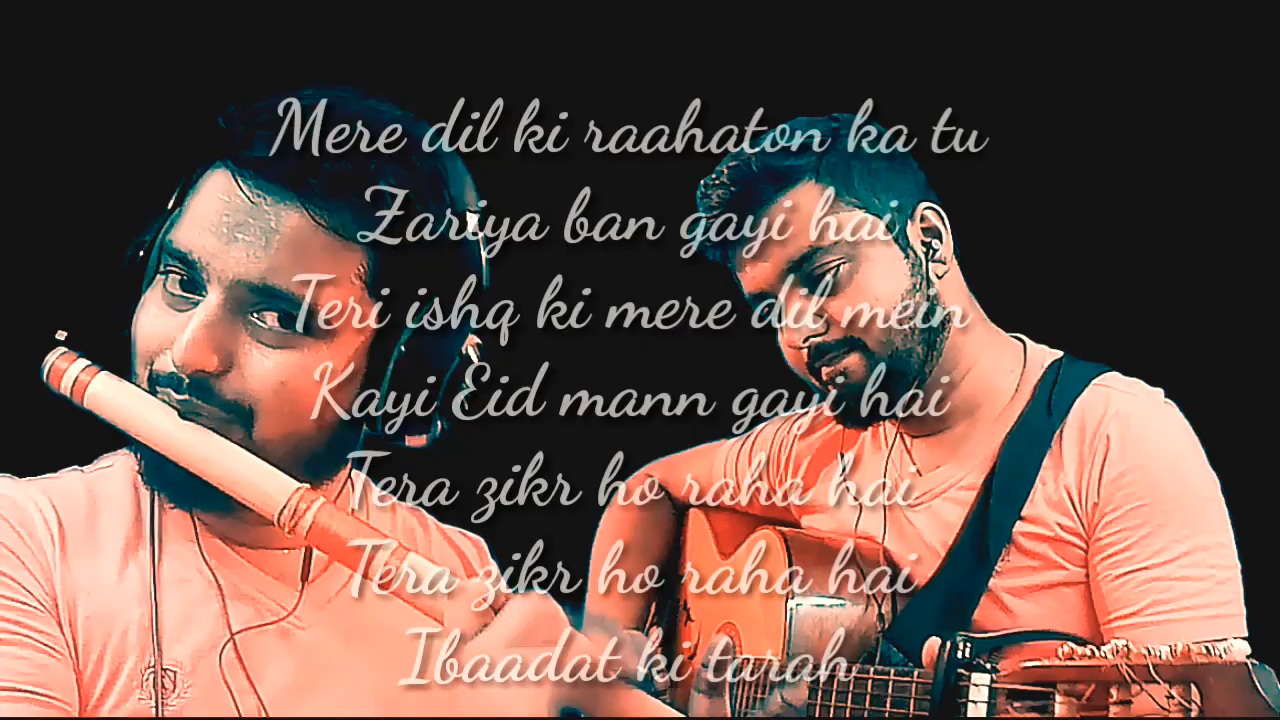 Mere dil ki raahaton ka tu
Zariya ban gayi hai
Teri ishq ki mere dil mein
Kayi Eid mann gayi hai
Tera zikr ho raha hai
Tera zikr ho raha hai
Ibaadat ki tarah